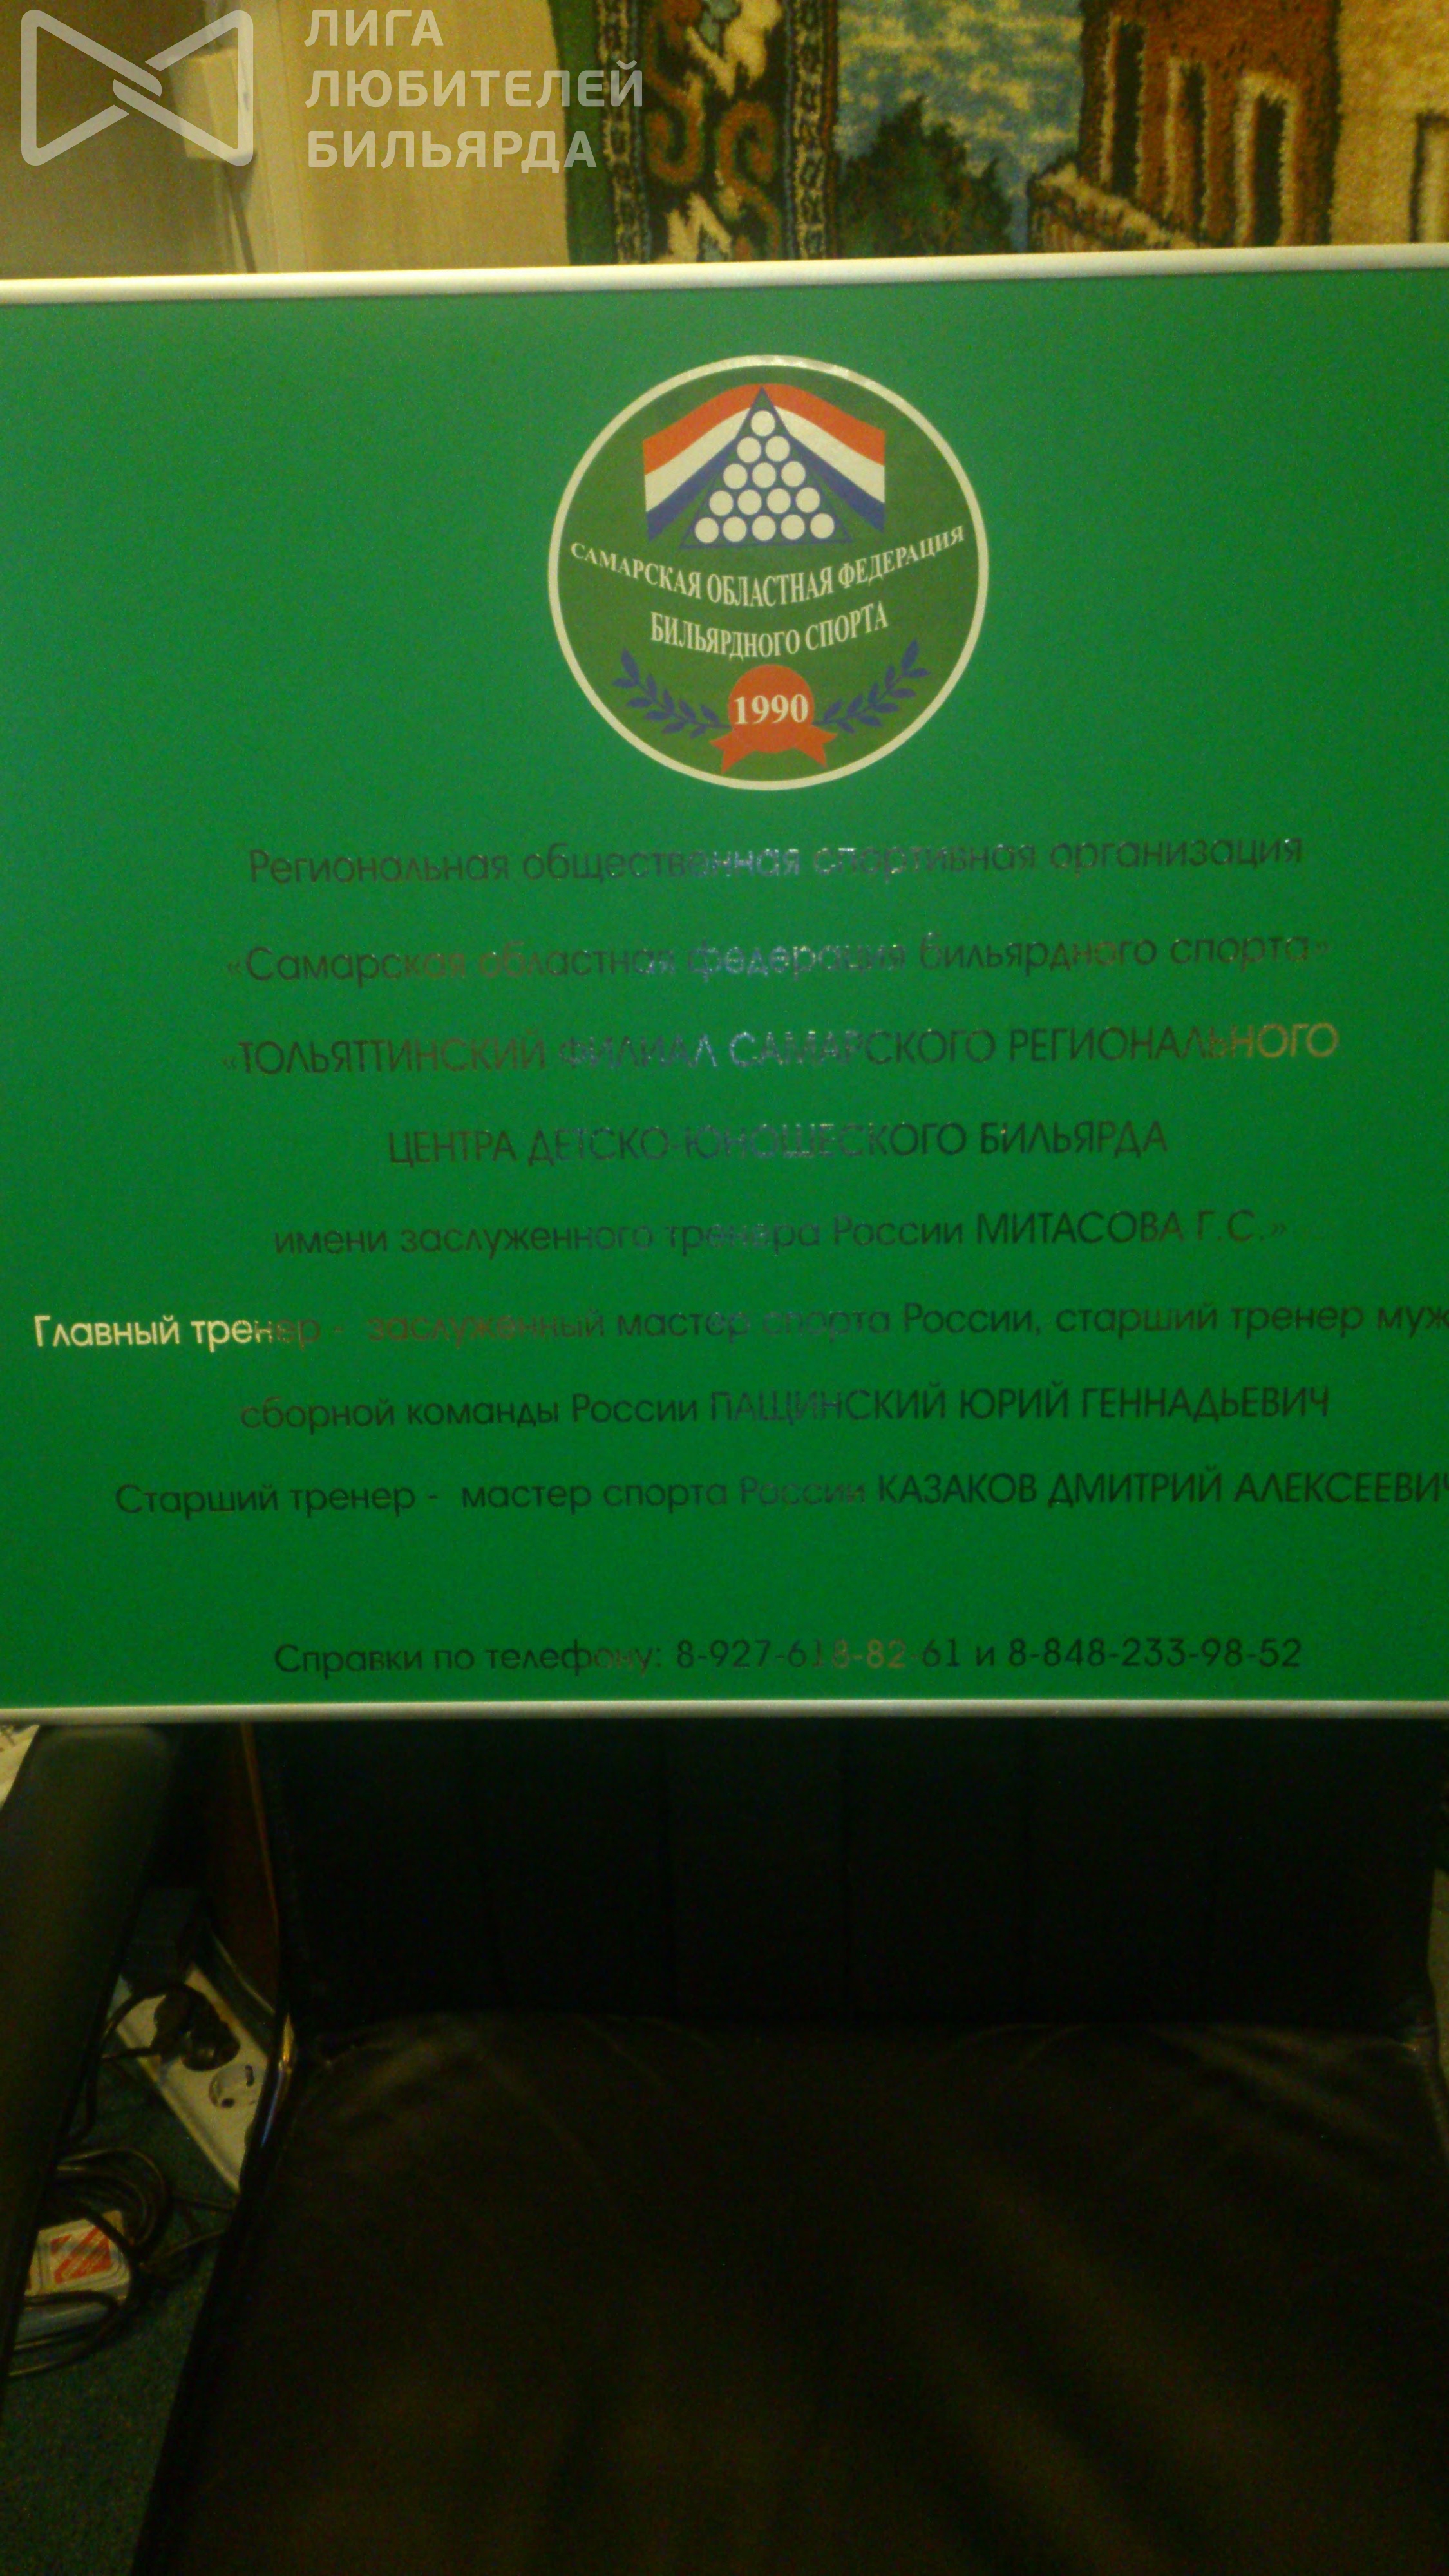 ЛИГА
ЛЮБИТЕЛЕЙ
БИЛЬЯРДА
САМАРСКАЯ ОБЛАСТНАЯ ФЕДЕРАЦИЯ
БИЛЬЯРДНОГО СПОРТА
1990
Региональная общественная спортивная организация
«Самарская областная федерация бильярдного спорта»
«ТОЛЬЯТТИНСКИЙ ФИЛИАЛ САМАРСКОГО РЕГИОНАЛЬНОГО
ЦЕНТРА ДЕТСКО-ЮНОШЕСКОГО БИЛЬЯРДА
имени заслуженного тренера России МИТАСОВА Г.С.»
Главный тренер - заслуженный мастер спорта России, старший тренер муж
сборной команды России ПАЩИНСКИЙ ЮРИЙ ГЕННАДЬЕВИЧ
Старший тренер - мастер спорта России КАЗАКОВ ДМИТРИЙ АЛЕКСЕЕВИЧ
Справки по телефону: 8-927-618-82-61 и 8-848-233-98-52